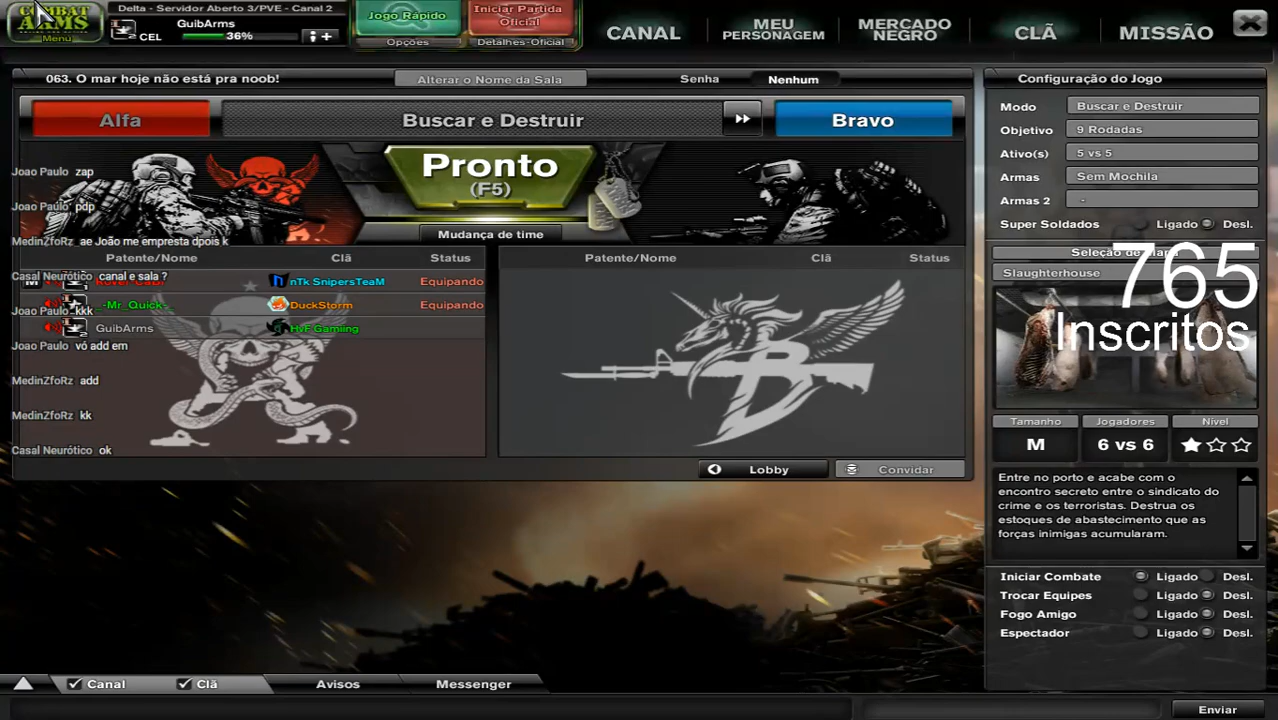 COMBAT ARMS
Menu
Delta - Servidor Aberto 3/PVE - Canal 2
GuibArms
CEL
36%
Jogo Rápido
Opções
Iniciar Partida Oficial
Detalhes-Oficial
CANAL
MEU PERSONAGEM
MERCADO NEGRO
CLÃ
MISSÃO
063. O mar hoje não está pra noob!
Alterar o Nome da Sala
Senha
Nenhum
Alfa
Buscar e Destruir
Bravo
Pronto
(F5)
Mudança de time
Patente/Nome
Clã
Status
Patente/Nome
Clã
Status
nTk SnipersTeaM
Equipando
-Mr_Quick-
DuckStorm
Equipando
GuibArms
HvF Gamiing
Joao Paulo zap
Joao Paulo pdp
MedinZfoRz ae João me empresta dpois k
Casal Neurótico canal e sala ?
Joao Paulo kkk
Joao Paulo vó add em
MedinZfoRz add
MedinZfoRz kk
Casal Neurótico ok
Lobby
Convidar
Configuração do Jogo
Modo Buscar e Destruir
Objetivo 9 Rodadas
Ativo(s) 5 vs 5
Armas Sem Mochila
Armas 2 -
Super Soldados Ligado Desl.
Seleção de Mapa
Slaughterhouse
765
Inscritos
Tamanho
Jogadores
Nível
M
6 vs 6
Entre no porto e acabe com o
encontro secreto entre o sindicato do
crime e os terroristas. Destrua os
estoques de abastecimento que as
forças inimigas acumularam.
Iniciar Combate Ligado Desl.
Trocar Equipes Ligado Desl.
Fogo Amigo Ligado Desl.
Espectador Ligado Desl.
Canal
Clã
Avisos
Messenger
Enviar